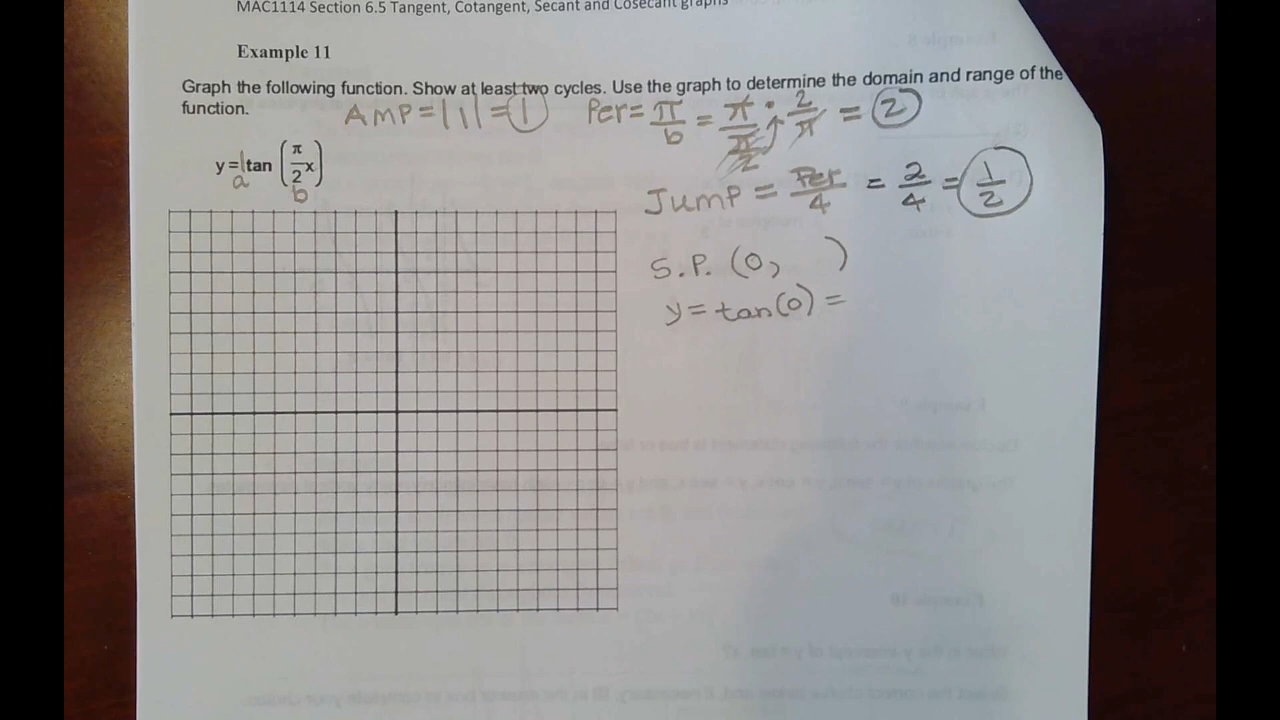 MAC1114 Section 6.5 Tangent, Cotangent, Secant and Cosecant graphs
Example 11
Graph the following function. Show at least two cycles. Use the graph to determine the domain and range of the
function.
AMP = |1| = 1
Per = π/b = π/(π/2) · 2/π = 2
y = 1tan (π/2 x)
a b
Jump = Per/4 = 2/4 = 1/2
S.P. (0, )
y = tan(0) =